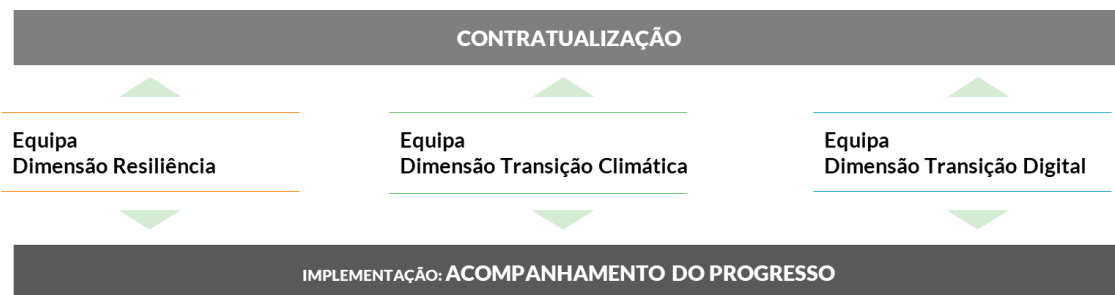 CONTRATUALIZAÇÃO
Equipa
Dimensão Resiliência
Equipa
Dimensão Transição Climática
Equipa
Dimensão Transição Digital
IMPLEMENTAÇÃO: ACOMPANHAMENTO DO PROGRESSO